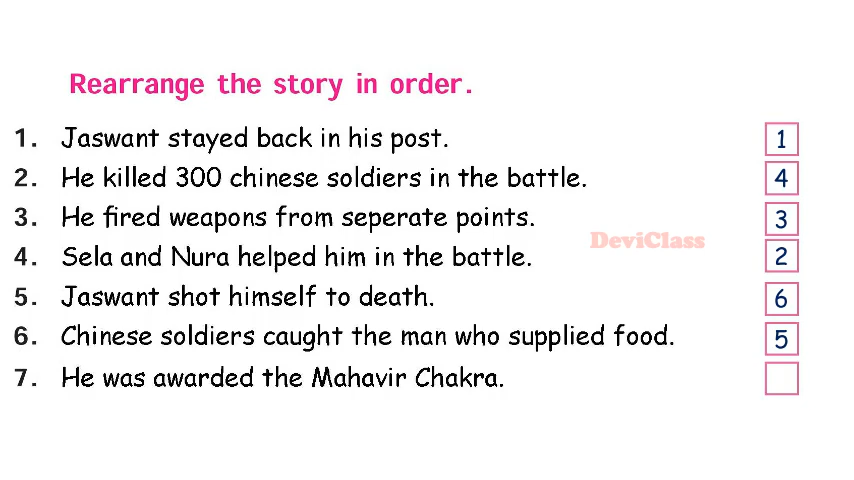 Rearrange the story in order.
1. Jaswant stayed back in his post. 1
2. He killed 300 chinese soldiers in the battle. 4
3. He fired weapons from seperate points. 3
DeviClass
4. Sela and Nura helped him in the battle. 2
5. Jaswant shot himself to death. 6
6. Chinese soldiers caught the man who supplied food. 5
7. He was awarded the Mahavir Chakra.